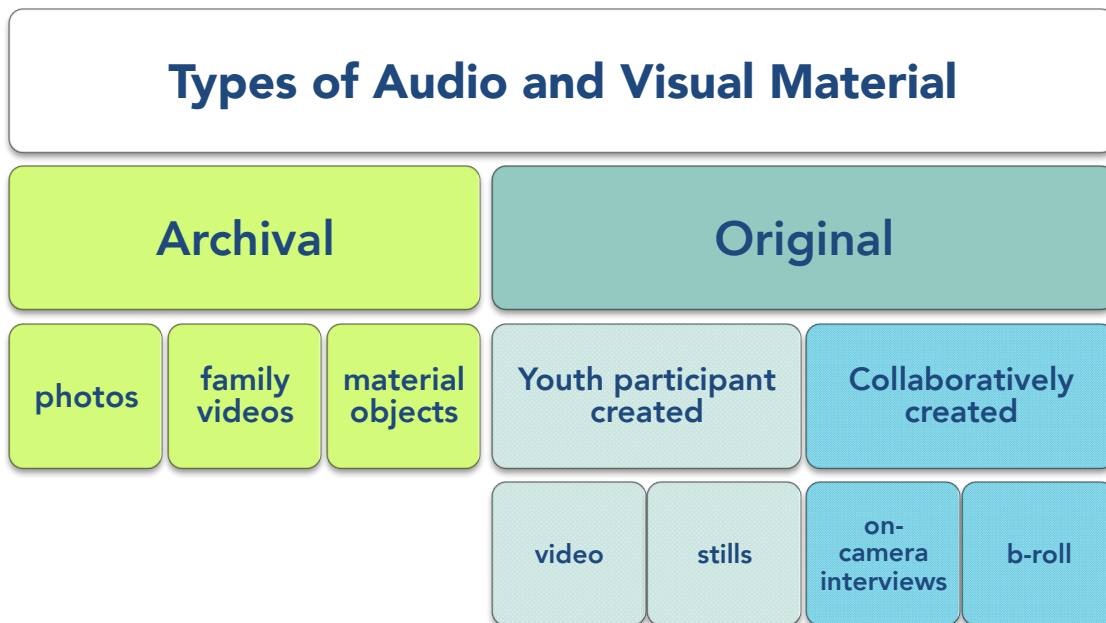 Types of Audio and Visual Material
Archival
Original
photos
family
videos
material
objects
Youth participant
created
Collaboratively
created
video
stills
on-
camera
interviews
b-roll